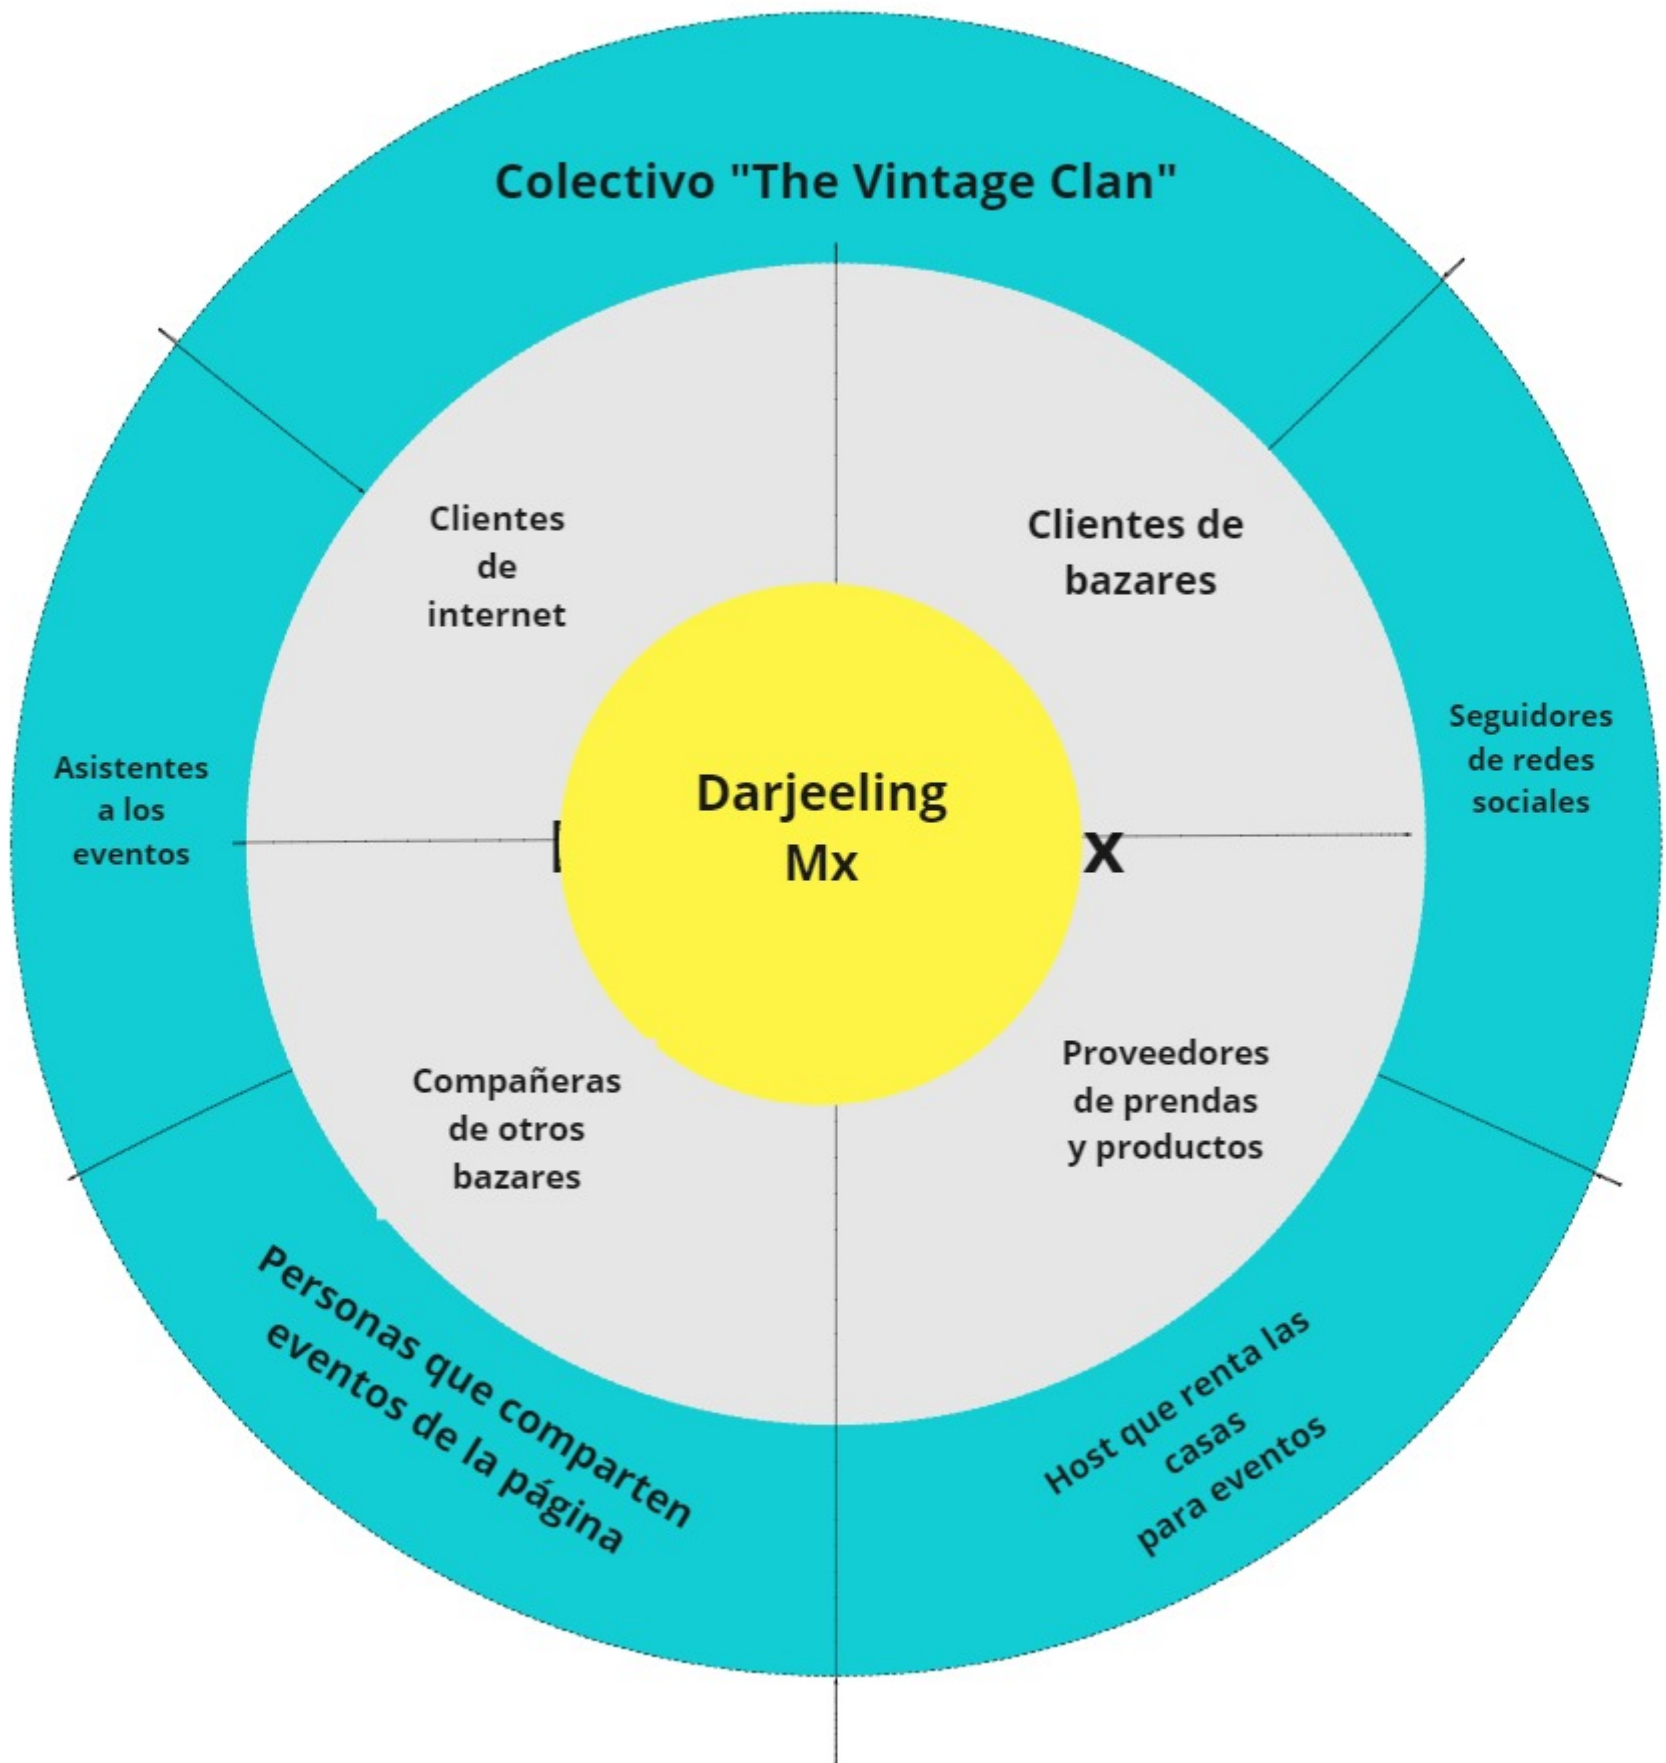 Colectivo "The Vintage Clan"
Clientes
de
internet
Clientes de
bazares
Asistentes
a los
eventos
Darjeeling
Mx
x
Seguidores
de redes
sociales
Compañeras
de otros
bazares
Proveedores
de prendas
y productos
Personas que comparten
eventos de la página
Host que renta las
casas
para eventos